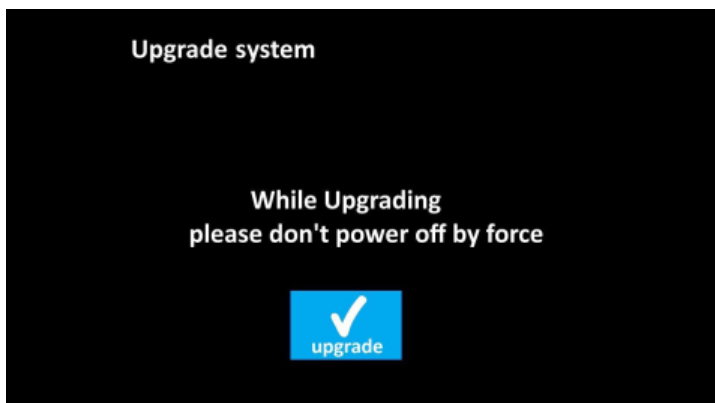 Upgrade system
While Upgrading
please don't power off by force
upgrade